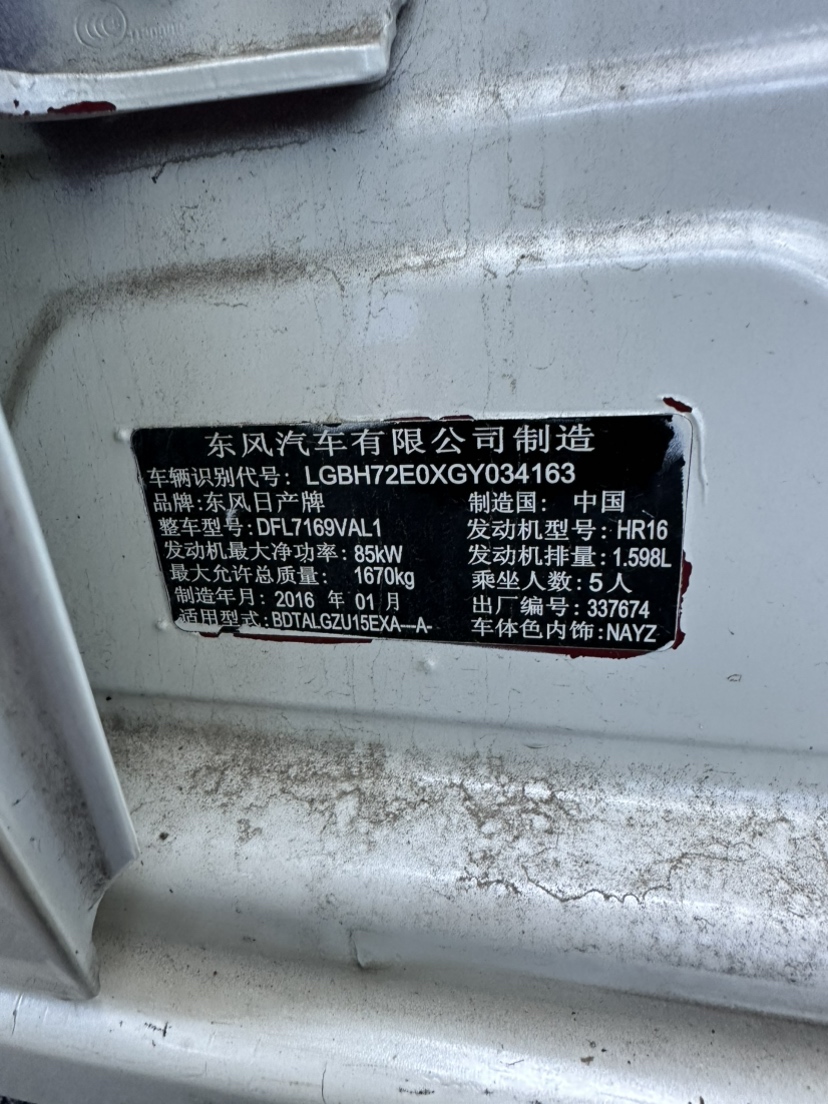 东风汽车有限公司制造
车辆识别代号: LGBH72E0XGY034163
品牌:东风日产牌 制造国: 中国
整车型号:DFL7169VAL1 发动机型号:HR16
发动机最大净功率:85kW 发动机排量:1.598L
最大允许总质量: 1670kg 乘坐人数:5人
制造年月:2016 年 01 月 出厂编号:337674
适用型式:BDTALGZU15EXA---A- 车体色内饰:NAYZ